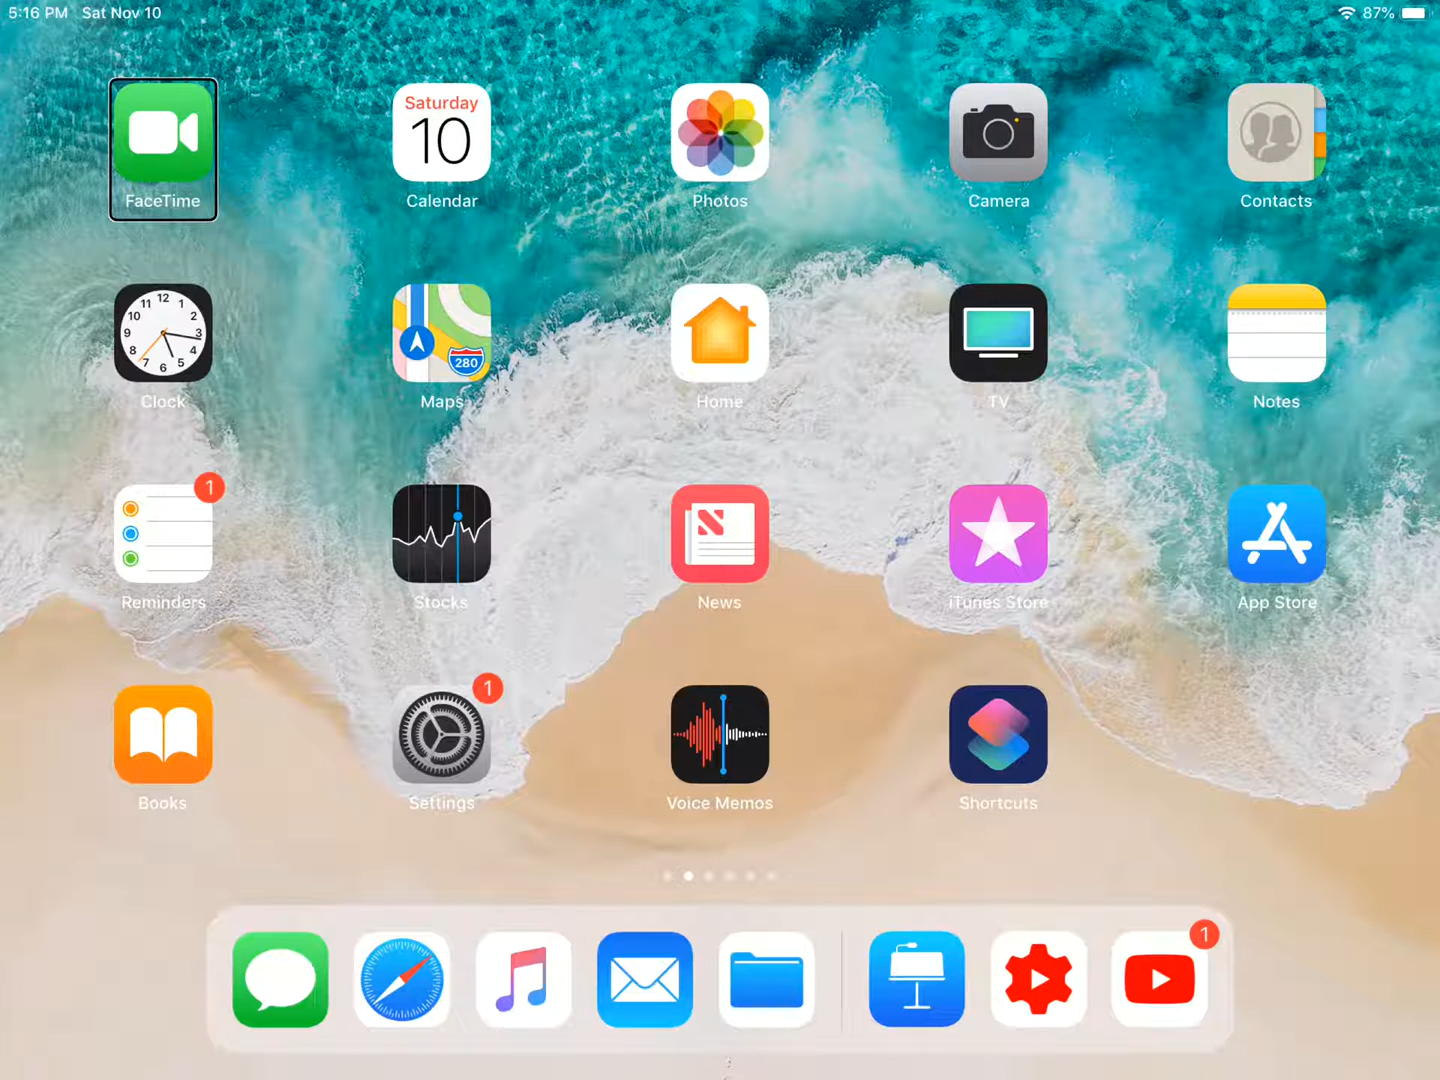 5:16 PM Sat Nov 10
87%
Saturday
10
FaceTime
Calendar
Photos
Camera
Contacts
12
11 1
10 2
9 3
8 4
7 5
6
280
Clock
Maps
Home
TV
Notes
1
Reminders
Stocks
News
iTunes Store
App Store
1
Books
Settings
Voice Memos
Shortcuts
1